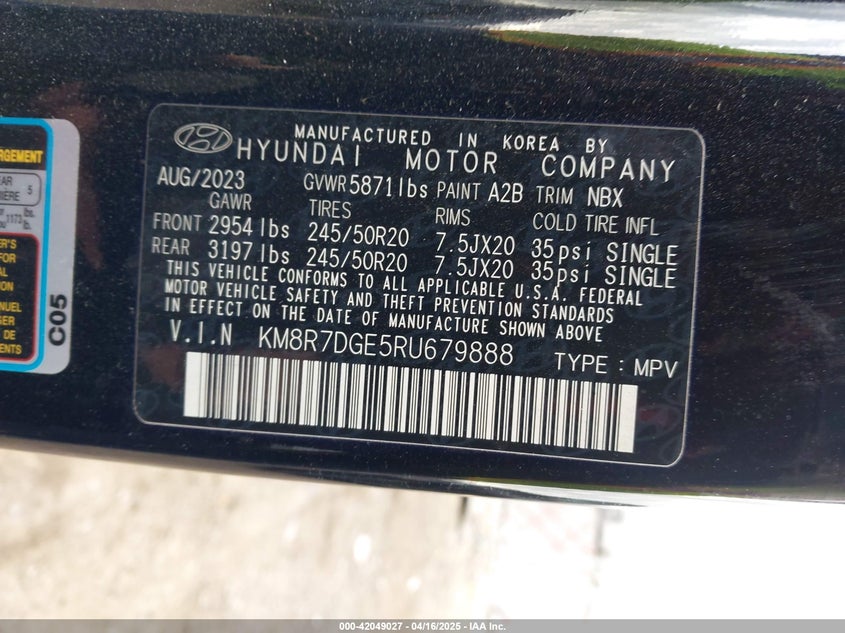 MANUFACTURED IN KOREA BY
HYUNDAI MOTOR COMPANY
AUG/2023 GVWR 5871lbs PAINT A2B TRIM NBX
GAWR TIRES RIMS COLD TIRE INFL
FRONT 2954 lbs 245/50R20 7.5JX20 35psi SINGLE
REAR 3197 lbs 245/50R20 7.5JX20 35psi SINGLE
THIS VEHICLE CONFORMS TO ALL APPLICABLE U.S.A. FEDERAL
MOTOR VEHICLE SAFETY AND THEFT PREVENTION STANDARDS
IN EFFECT ON THE DATE OF MANUFACTURE SHOWN ABOVE
V.I.N KM8R7DGE5RU679888 TYPE : MPV
5
1173
C05
000-42049027 - 04/16/2025 - IAA Inc.